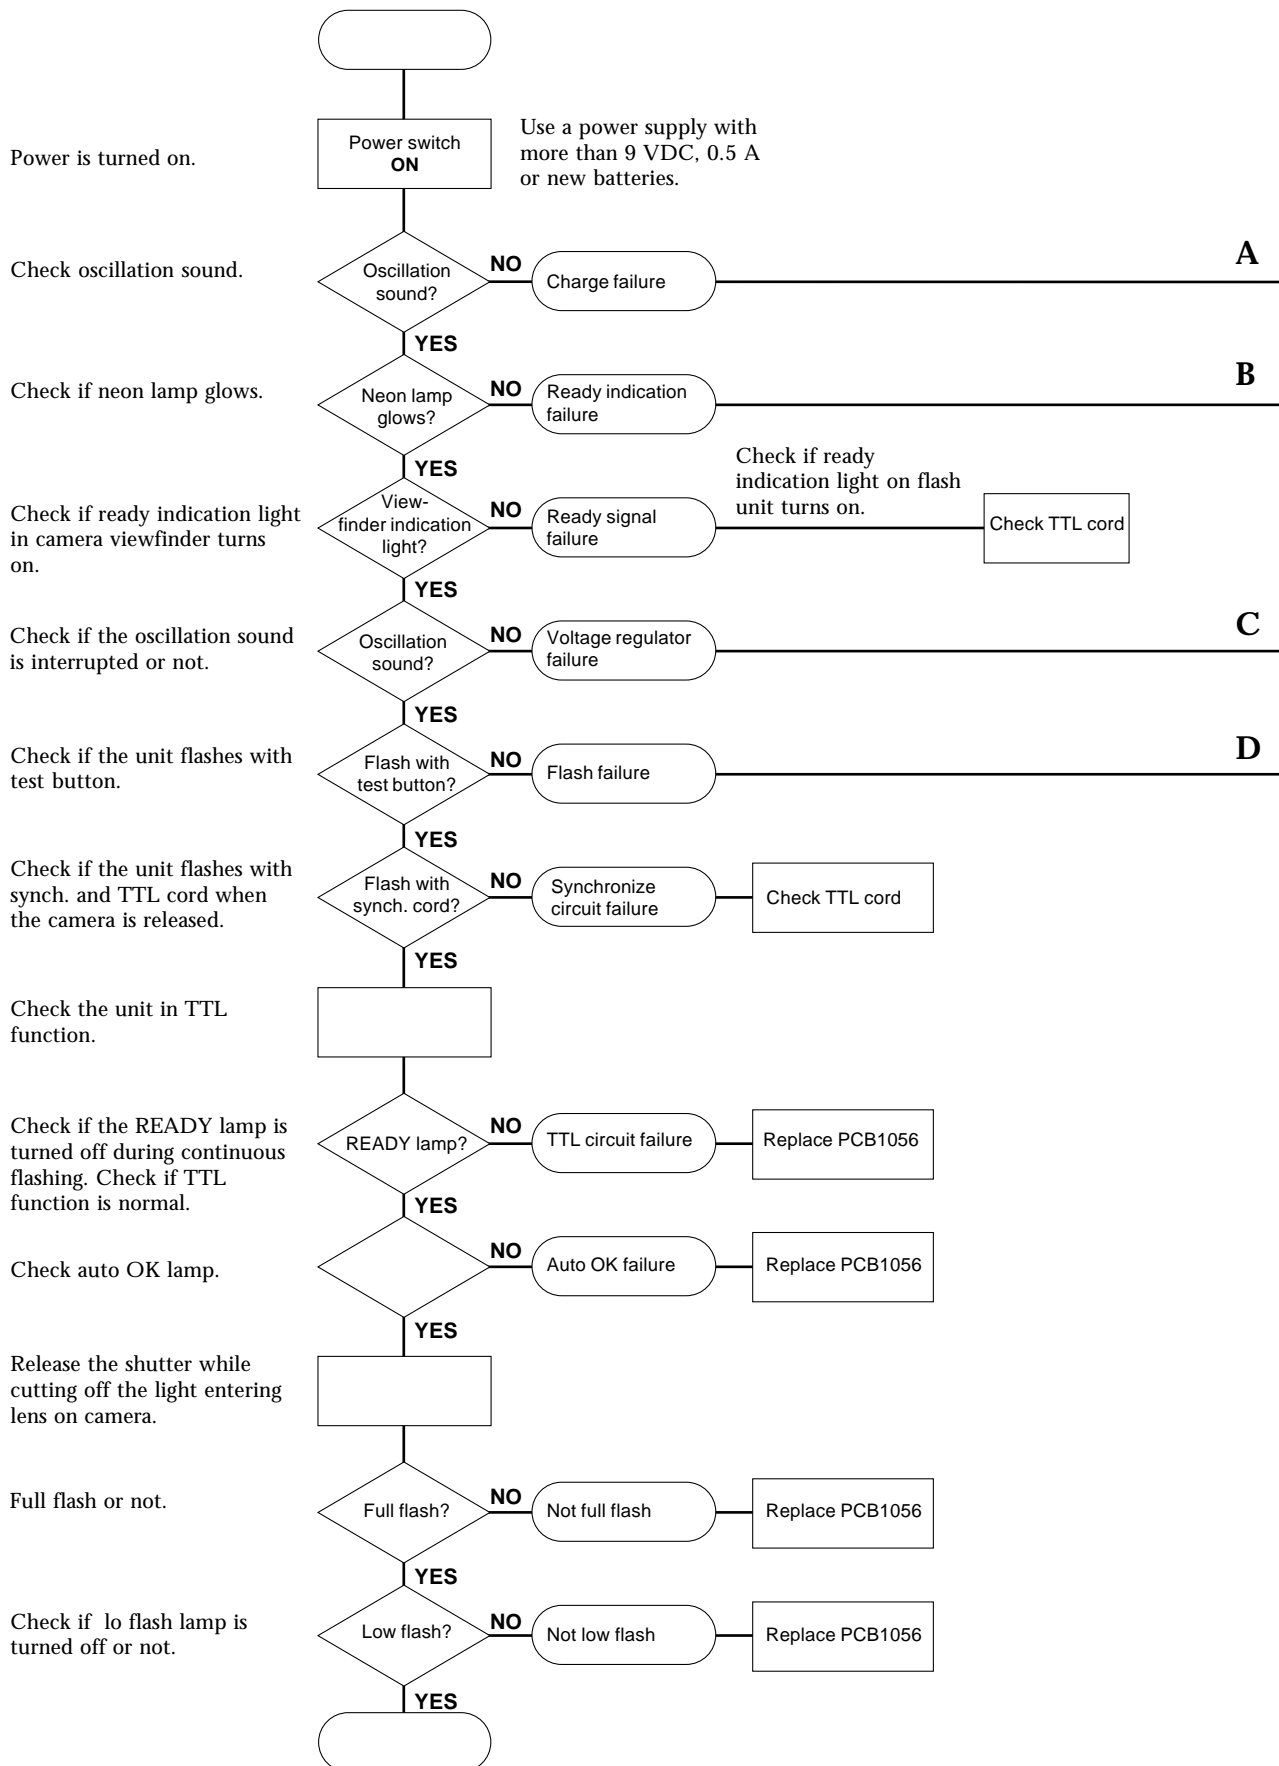 Power is turned on.
Power switch
ON
Use a power supply with
more than 9 VDC, 0.5 A
or new batteries.
Check oscillation sound.
Oscillation
sound?
NO
Charge failure
A
YES
Check if neon lamp glows.
Neon lamp
glows?
NO
Ready indication
failure
B
YES
Check if ready indication light
in camera viewfinder turns
on.
View-
finder indication
light?
NO
Ready signal
failure
Check if ready
indication light on flash
unit turns on.
Check TTL cord
YES
Check if the oscillation sound
is interrupted or not.
Oscillation
sound?
NO
Voltage regulator
failure
C
YES
Check if the unit flashes with
test button.
Flash with
test button?
NO
Flash failure
D
YES
Check if the unit flashes with
synch. and TTL cord when
the camera is released.
Flash with
synch. cord?
NO
Synchronize
circuit failure
Check TTL cord
YES
Check the unit in TTL
function.
Check if the READY lamp is
turned off during continuous
flashing. Check if TTL
function is normal.
READY lamp?
NO
TTL circuit failure
Replace PCB1056
YES
Check auto OK lamp.
NO
Auto OK failure
Replace PCB1056
YES
Release the shutter while
cutting off the light entering
lens on camera.
Full flash or not.
Full flash?
NO
Not full flash
Replace PCB1056
YES
Check if  lo flash lamp is
turned off or not.
Low flash?
NO
Not low flash
Replace PCB1056
YES